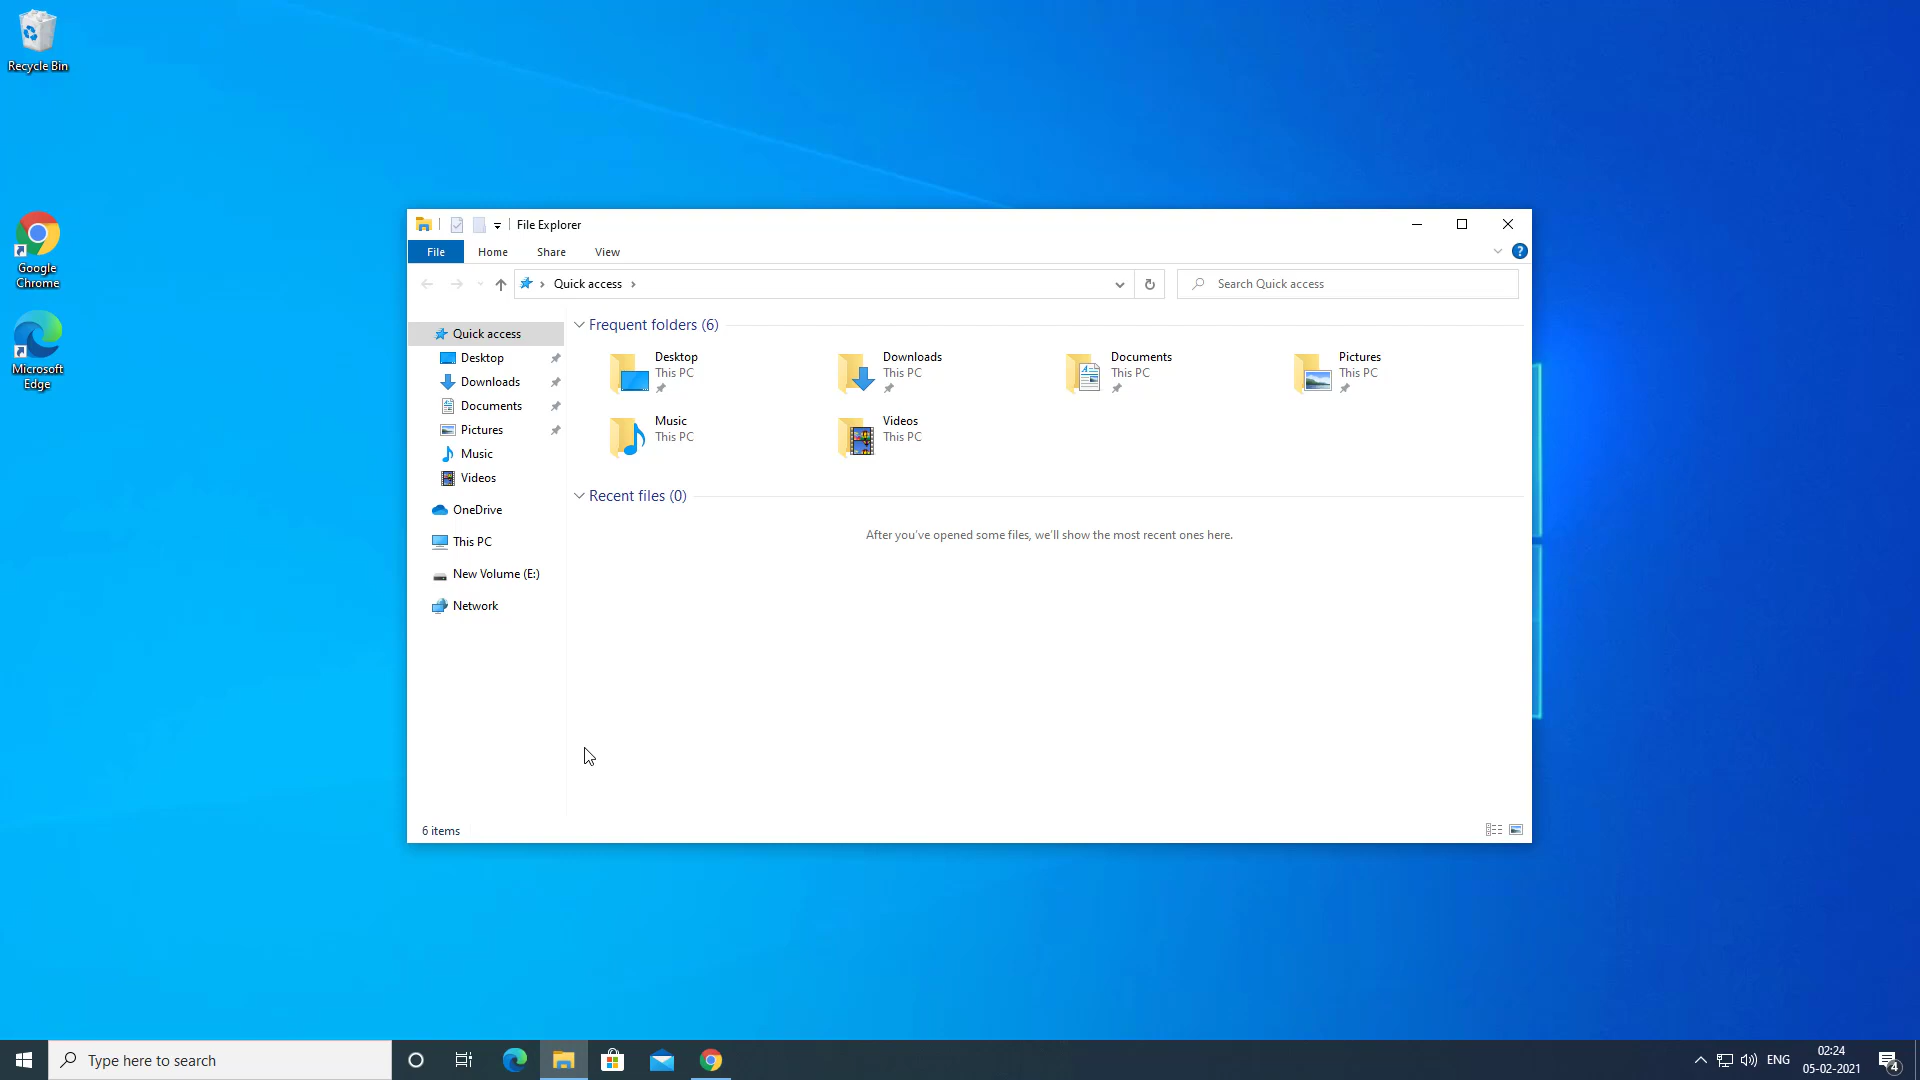 Recycle Bin
Google
Chrome
Microsoft
Edge
File Explorer
File
Home
Share
View
?
Quick access
Search Quick access
Quick access
Desktop
Downloads
Documents
Pictures
Music
Videos
OneDrive
This PC
New Volume (E:)
Network
Frequent folders (6)
Desktop
This PC
Downloads
This PC
Documents
This PC
Pictures
This PC
Music
This PC
Videos
This PC
Recent files (0)
After you've opened some files, we'll show the most recent ones here.
6 items
Type here to search
ENG
02:24
05-02-2021
4